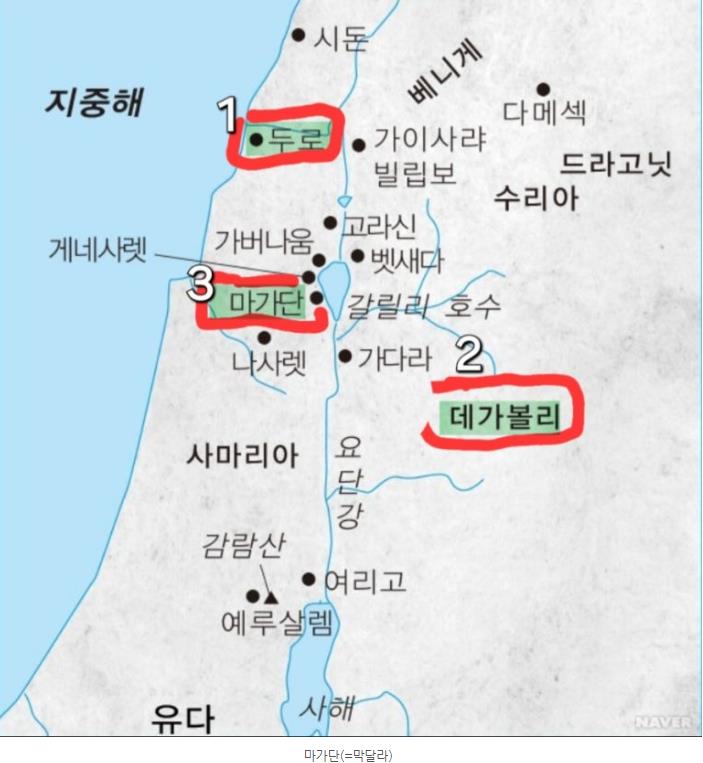 시돈
베니게
지중해
다메섹
1
두로
가이사랴
빌립보
드라고닛
수리아
고라신
가버나움
게네사렛
벳새다
3
마가단
갈릴리 호수
나사렛
가다라
2
데가볼리
사마리아
요
단
강
감람산
여리고
예루살렘
사해
유다
NAVER
마가단(=막달라)